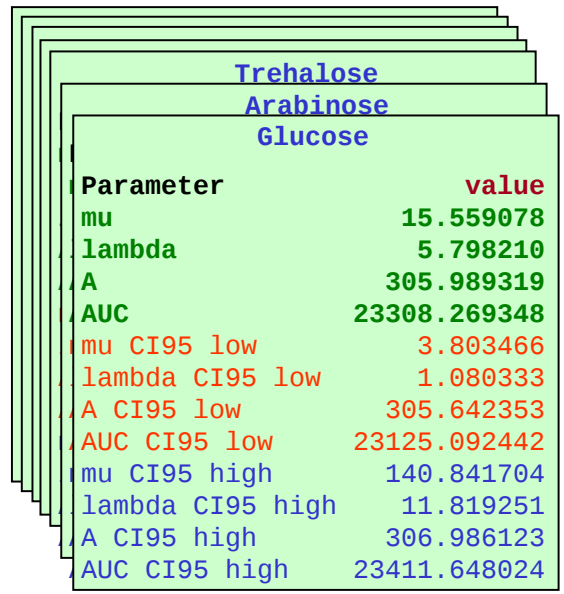 Trehalose
Arabinose
Glucose
Parameter value
mu 15.559078
lambda 5.798210
A 305.989319
AUC 23308.269348
mu CI95 low 3.803466
lambda CI95 low 1.080333
A CI95 low 305.642353
AUC CI95 low 23125.092442
mu CI95 high 140.841704
lambda CI95 high 11.819251
A CI95 high 306.986123
AUC CI95 high 23411.648024